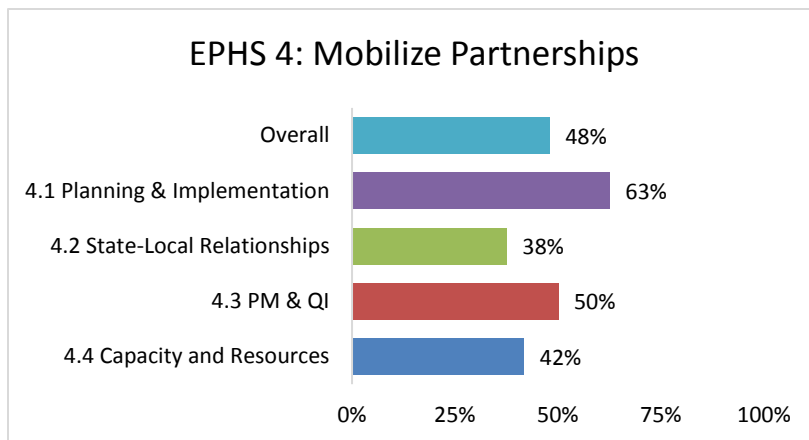 EPHS 4: Mobilize Partnerships
Overall 48%
4.1 Planning & Implementation 63%
4.2 State-Local Relationships 38%
4.3 PM & QI 50%
4.4 Capacity and Resources 42%
0% 25% 50% 75% 100%